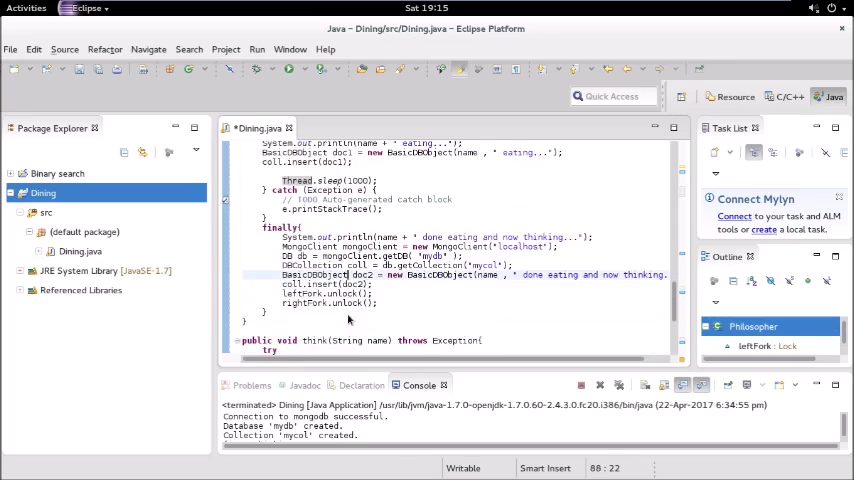 Activities Eclipse Sat 19:15
Java – Dining/src/Dining.java – Eclipse Platform
File Edit Source Refactor Navigate Search Project Run Window Help
Quick Access Resource C/C++ Java
Package Explorer
Binary search
Dining
src
(default package)
Dining.java
JRE System Library [JavaSE-1.7]
Referenced Libraries
*Dining.java
System.out.println(name + " eating...");
BasicDBObject doc1 = new BasicDBObject(name , " eating...");
coll.insert(doc1);
Thread.sleep(1000);
} catch (Exception e) {
// TODO Auto-generated catch block
e.printStackTrace();
}
finally{
System.out.println(name + " done eating and now thinking...");
MongoClient mongoClient = new MongoClient("localhost");
DB db = mongoClient.getDB( "mydb" );
DBCollection coll = db.getCollection("mycol");
BasicDBObject doc2 = new BasicDBObject(name , " done eating and now thinking.
coll.insert(doc2);
leftFork.unlock();
rightFork.unlock();
}
}
public void think(String name) throws Exception{
try
Task List
Connect Mylyn
Connect to your task and ALM
tools or create a local task.
Outline
Philosopher
leftFork : Lock
Problems Javadoc Declaration Console
<terminated> Dining [Java Application] /usr/lib/jvm/java-1.7.0-openjdk-1.7.0.60-2.4.3.0.fc20.i386/bin/java (22-Apr-2017 6:34:55 pm)
Connection to mongodb successful.
Database 'mydb' created.
Collection 'mycol' created.
Writable Smart Insert 88 : 22